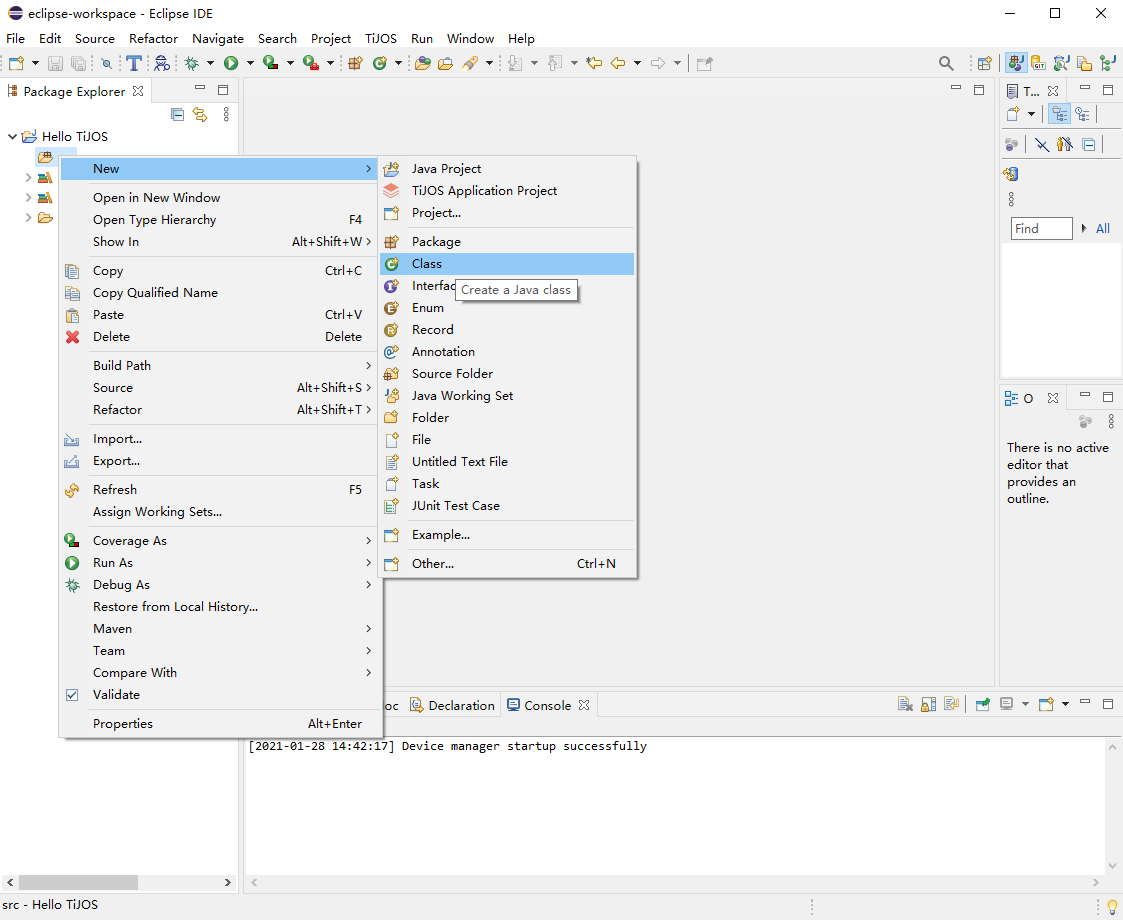 eclipse-workspace - Eclipse IDE
File Edit Source Refactor Navigate Search Project TiJOS Run Window Help
Package Explorer
T...
Hello TiJOS
New
Open in New Window
Open Type Hierarchy F4
Show In Alt+Shift+W
Copy Ctrl+C
Copy Qualified Name
Paste Ctrl+V
Delete Delete
Build Path
Source Alt+Shift+S
Refactor Alt+Shift+T
Import...
Export...
Refresh F5
Assign Working Sets...
Coverage As
Run As
Debug As
Restore from Local History...
Maven
Team
Compare With
Validate
Properties Alt+Enter
Java Project
TiJOS Application Project
Project...
Package
Class
Interfac
Create a Java class
Enum
Record
Annotation
Source Folder
Java Working Set
Folder
File
Untitled Text File
Task
JUnit Test Case
Example...
Other... Ctrl+N
Find All
O
There is no active
editor that
provides an
outline.
oc Declaration Console
[2021-01-28 14:42:17] Device manager startup successfully
src - Hello TiJOS